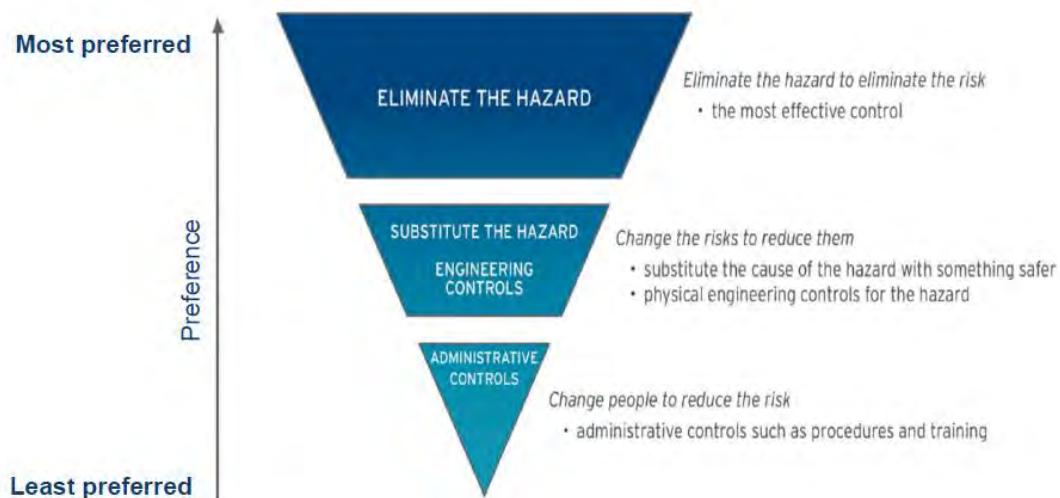 Most preferred
Preference
Least preferred
ELIMINATE THE HAZARD
Eliminate the hazard to eliminate the risk
• the most effective control
SUBSTITUTE THE HAZARD
ENGINEERING
CONTROLS
Change the risks to reduce them
• substitute the cause of the hazard with something safer
• physical engineering controls for the hazard
ADMINISTRATIVE
CONTROLS
Change people to reduce the risk
• administrative controls such as procedures and training